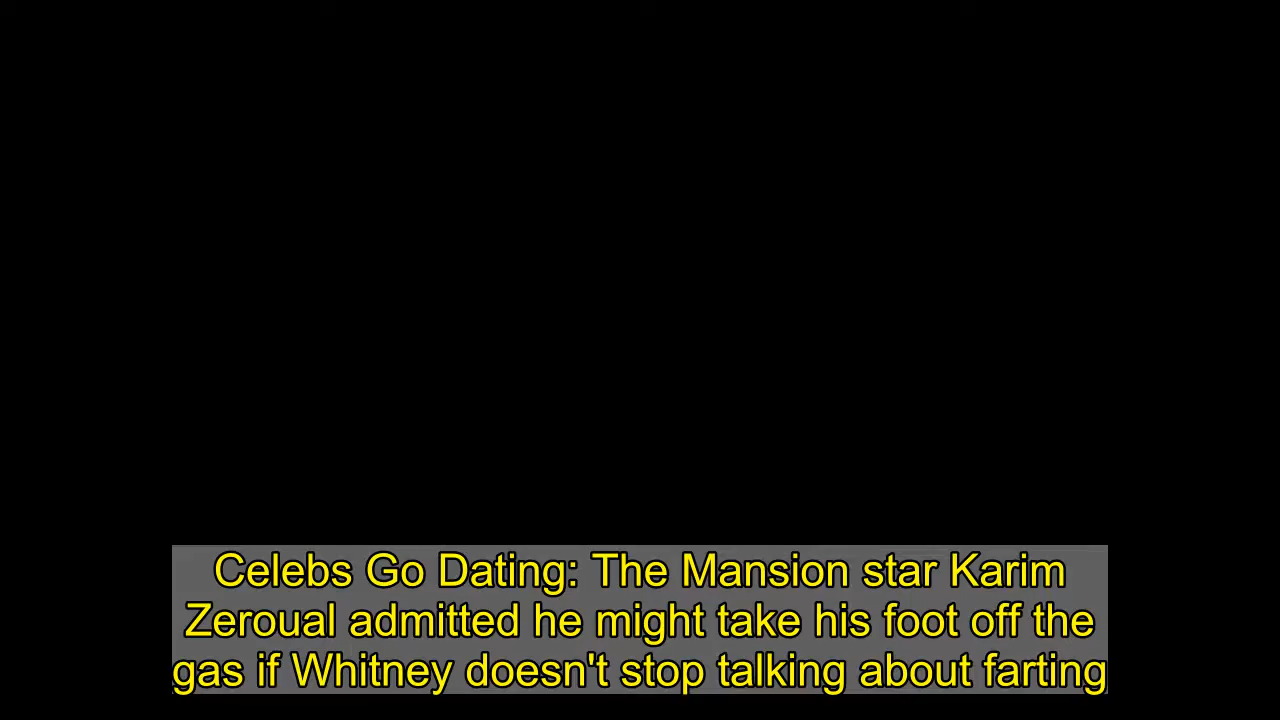 Celebs Go Dating: The Mansion star Karim
Zeroual admitted he might take his foot off the
gas if Whitney doesn't stop talking about farting